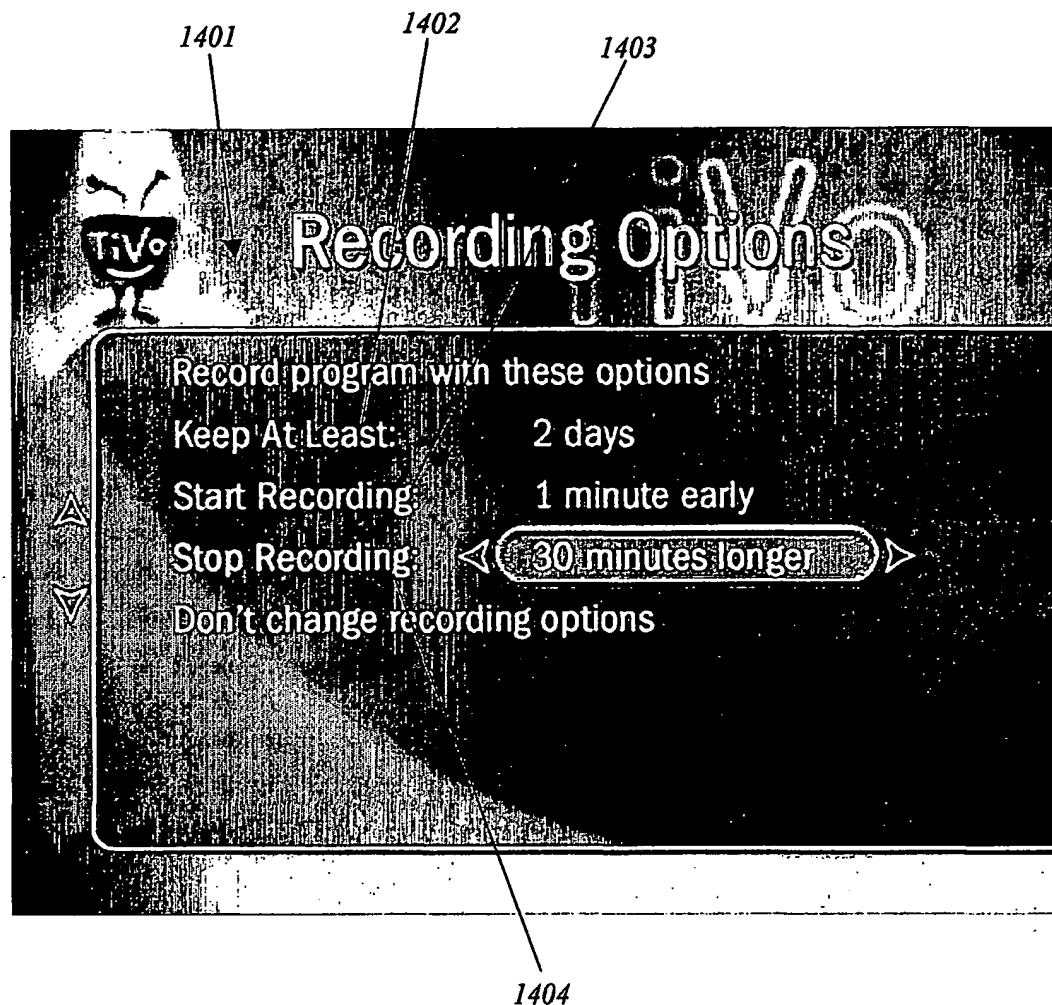 1401 1402 1403
TiVo
iVo
Recording Options
Record program with these options
Keep At Least: 2 days
Start Recording: 1 minute early
Stop Recording 30 minutes longer
Don't change recording options
1404